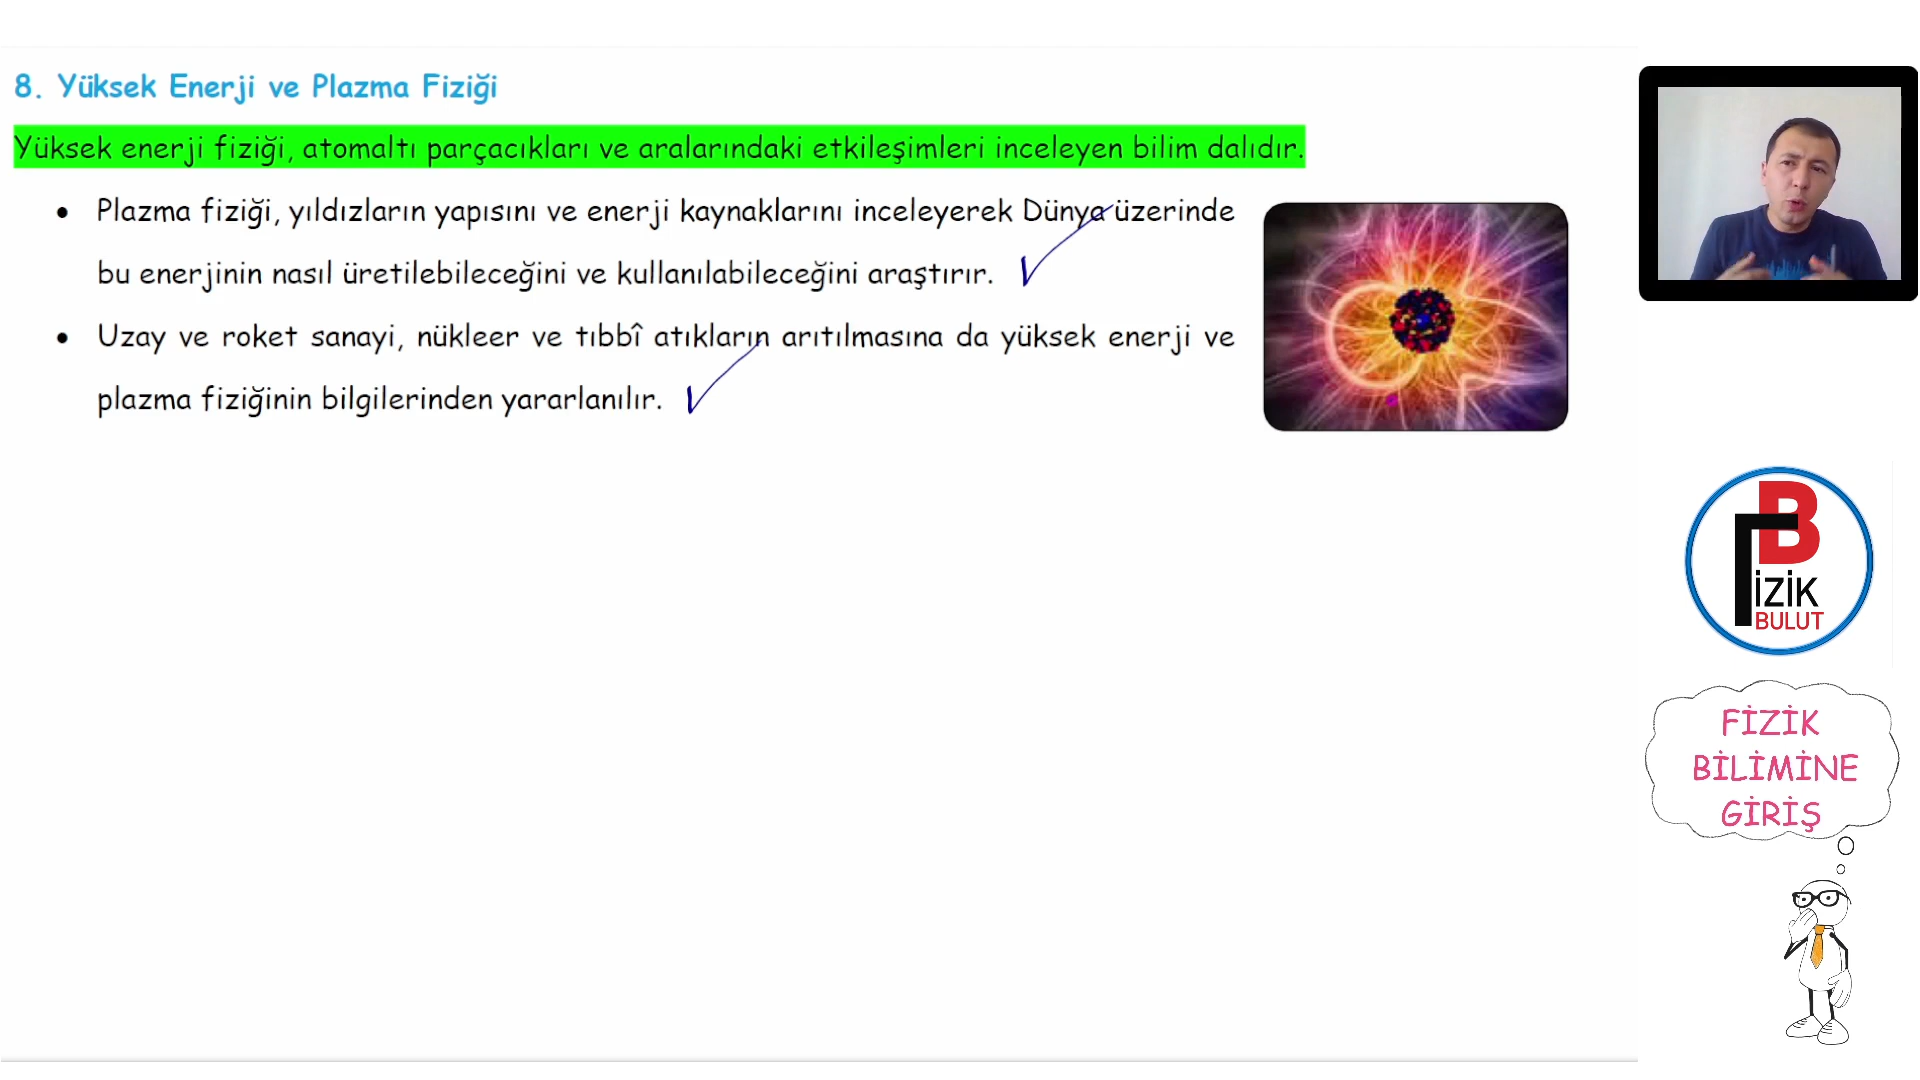 8. Yüksek Enerji ve Plazma Fiziği
Yüksek enerji fiziği, atomaltı parçacıkları ve aralarındaki etkileşimleri inceleyen bilim dalıdır.
• Plazma fiziği, yıldızların yapısını ve enerji kaynaklarını inceleyerek Dünya üzerinde
bu enerjinin nasıl üretilebileceğini ve kullanılabileceğini araştırır.
• Uzay ve roket sanayi, nükleer ve tıbbî atıkların arıtılmasına da yüksek enerji ve
plazma fiziğinin bilgilerinden yararlanılır.
B
FİZİK
BULUT
FİZİK
BİLİMİNE
GİRİŞ